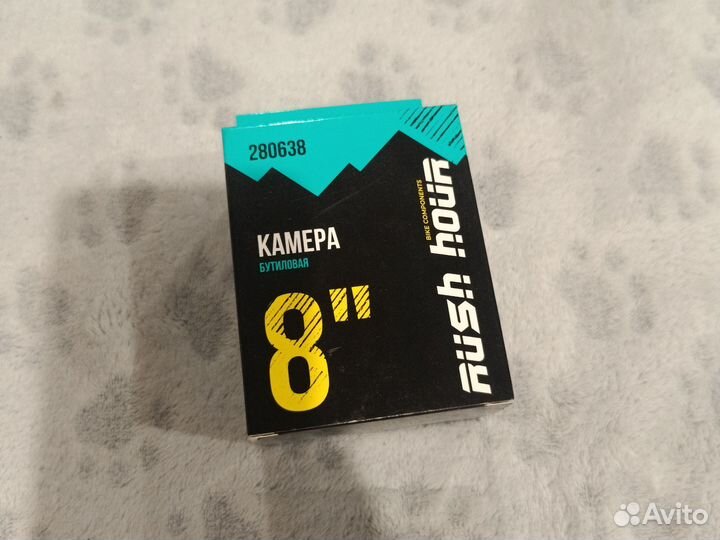 280638
КАМЕРА
БУТИЛОВАЯ
8"
RUSH HOUR
BIKE COMPONENTS
Avito